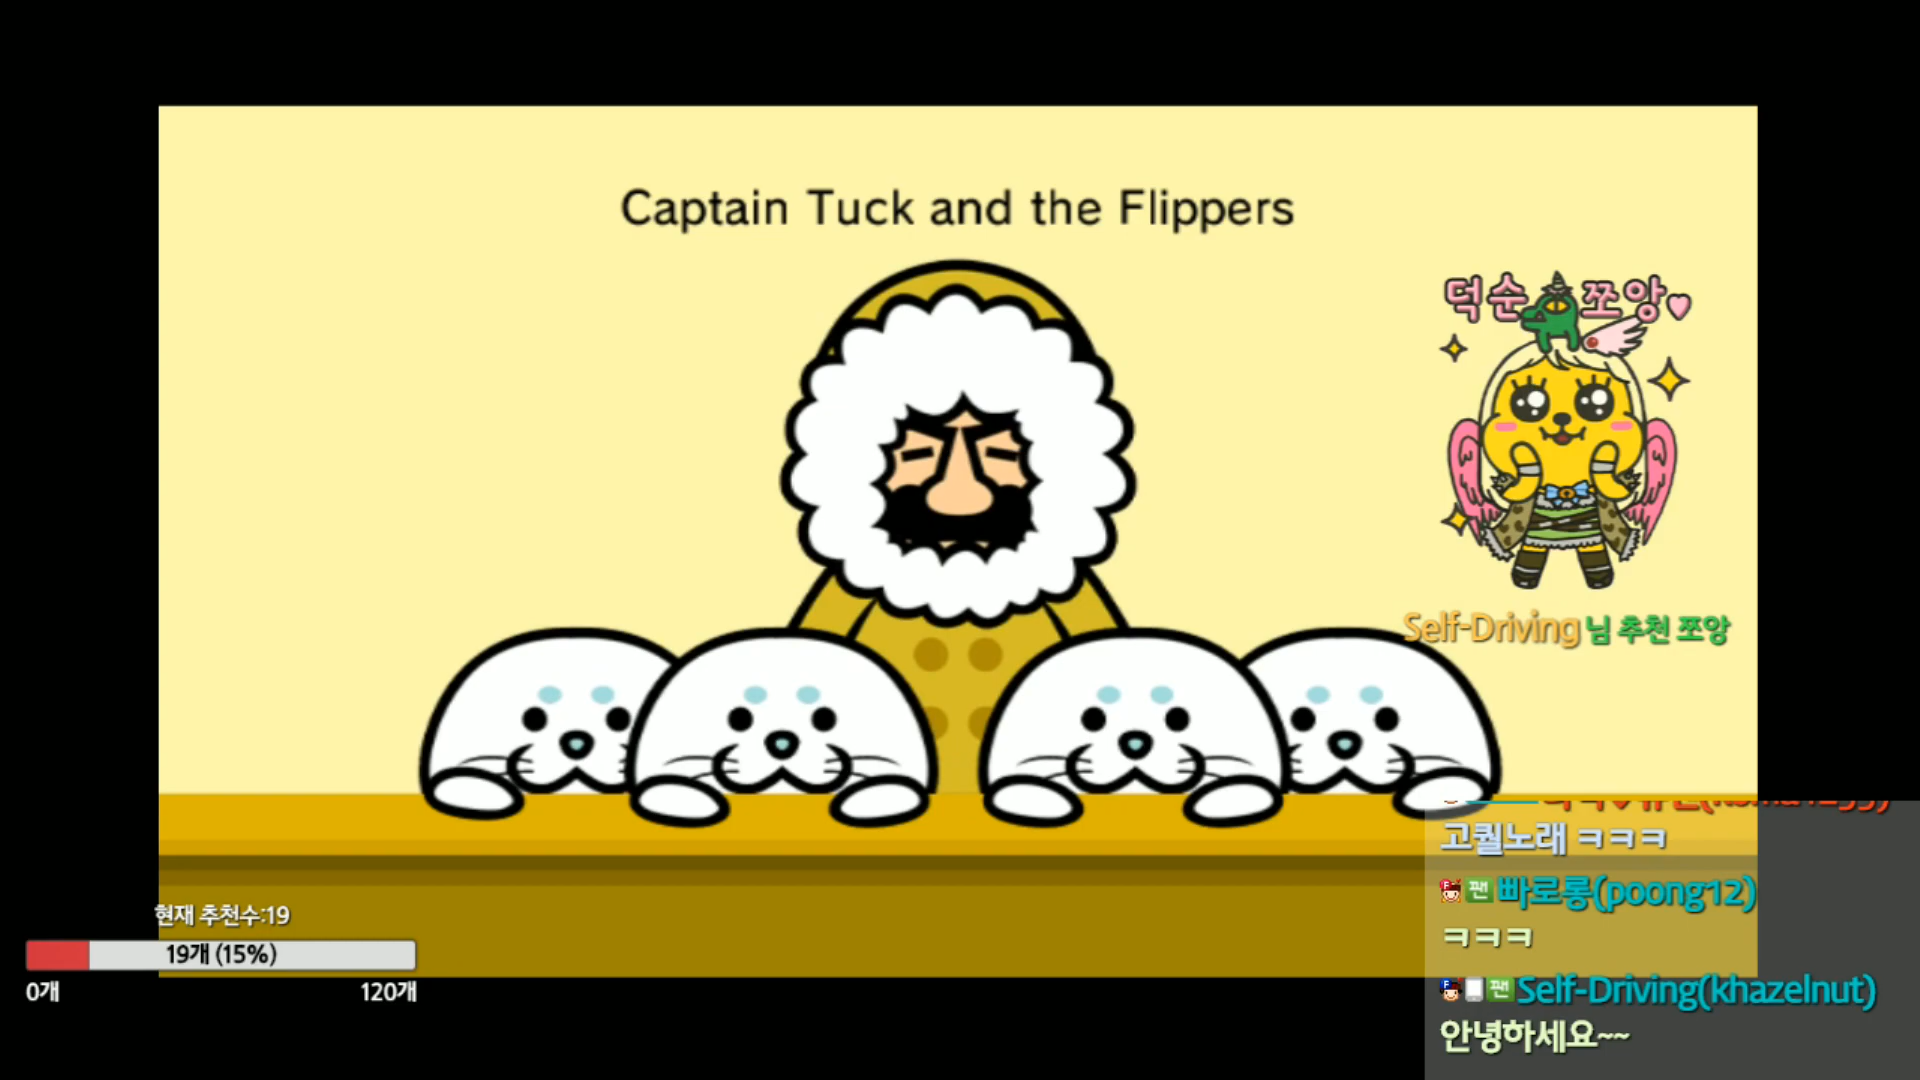 Captain Tuck and the Flippers
덕순 쪼앙♡
Self-Driving님 추천 쪼앙
고퀄노래 ㅋㅋㅋ
팬 빠로롱(poong12)
ㅋㅋㅋ
팬 Self-Driving(khazelnut)
안녕하세요~~
현재 추천수:19
19개 (15%)
0개
120개